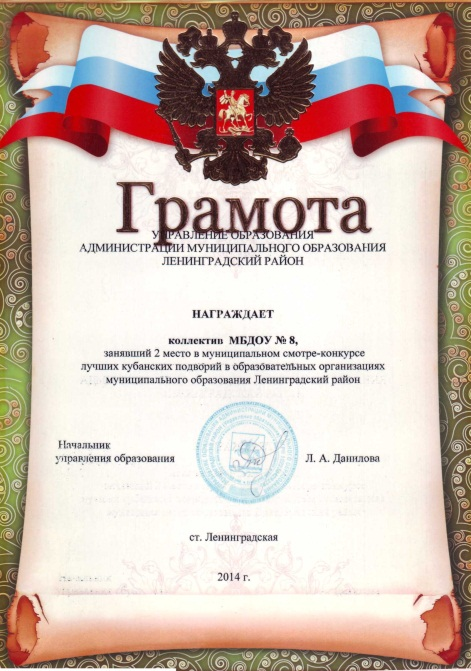 Грамота
УПРАВЛЕНИЕ ОБРАЗОВАНИЯ
АДМИНИСТРАЦИИ МУНИЦИПАЛЬНОГО ОБРАЗОВАНИЯ
ЛЕНИНГРАДСКИЙ РАЙОН
НАГРАЖДАЕТ
коллектив МБДОУ № 8,
занявший 2 место в муниципальном смотре-конкурсе
лучших кубанских подворий в образовательных организациях
муниципального образования Ленинградский район
Начальник
управления образования Л. А. Данилова
ст. Ленинградская
2014 г.